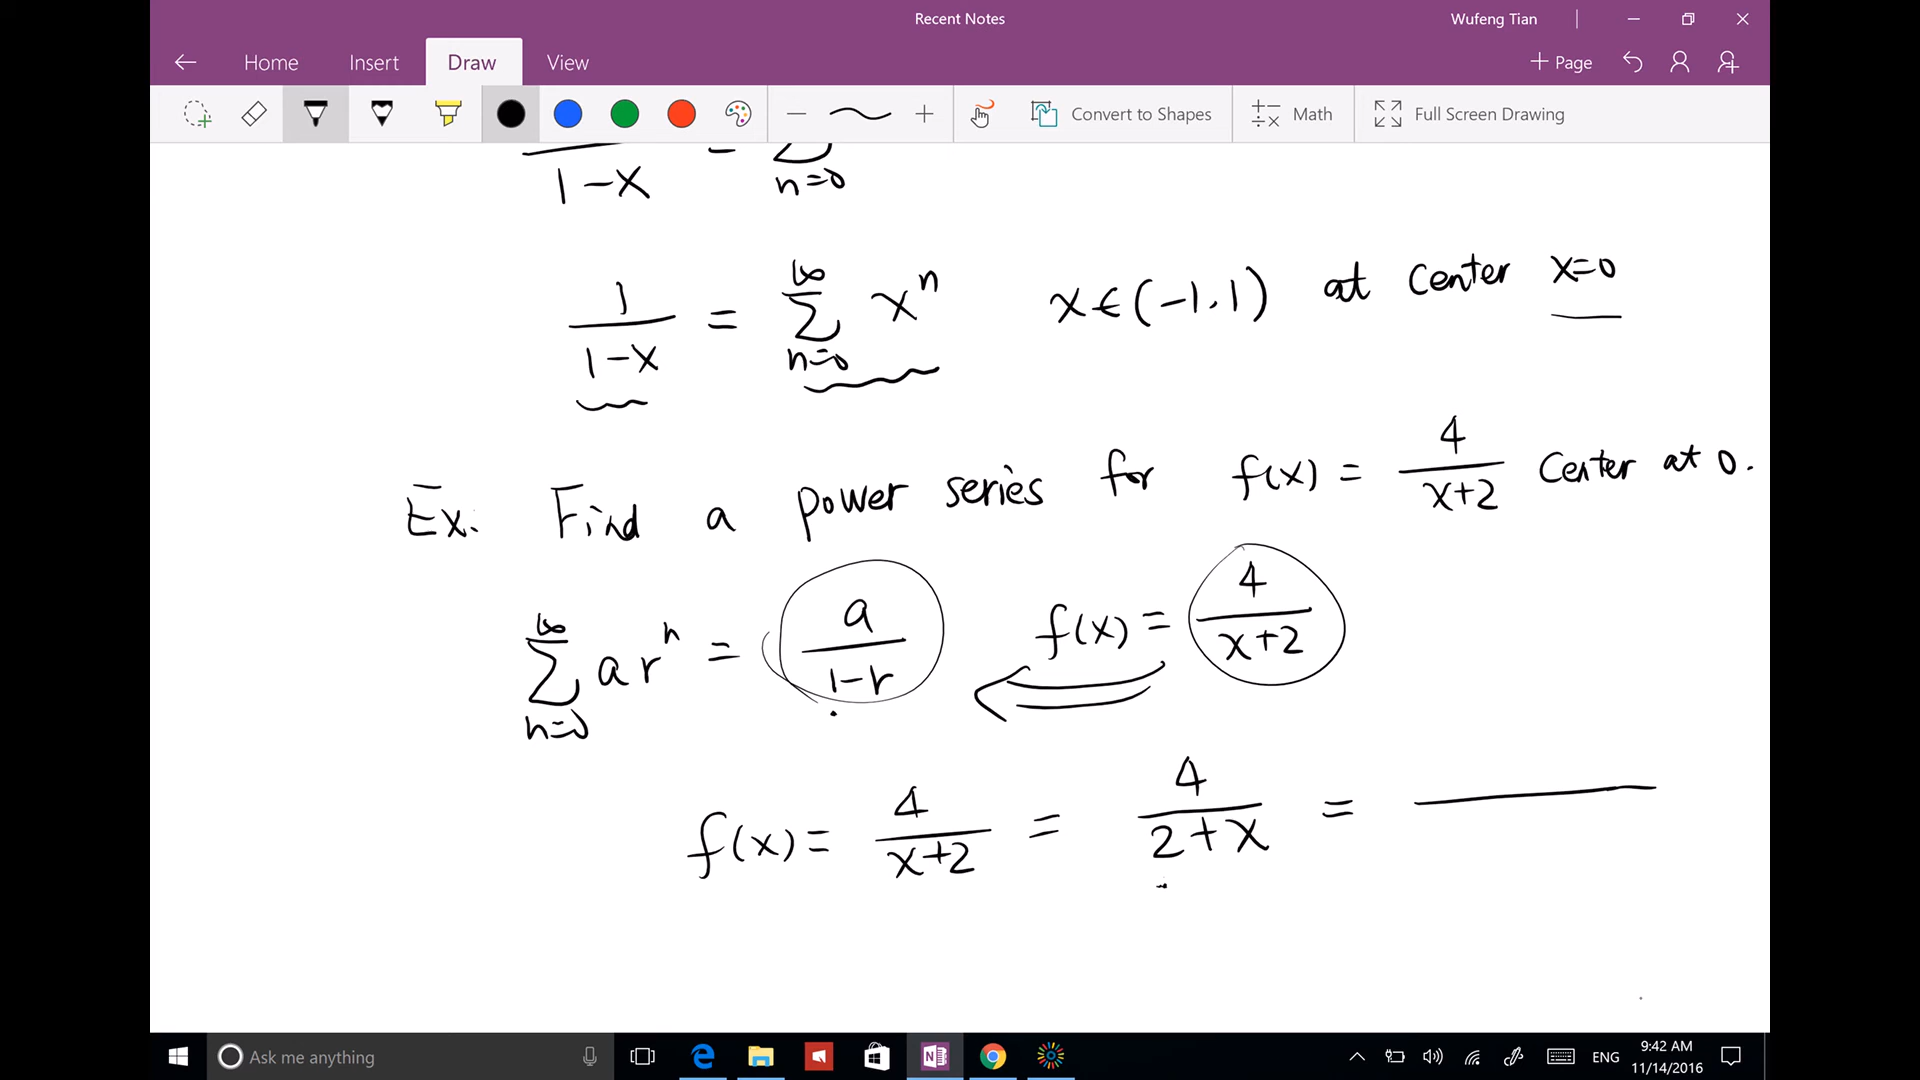 Recent Notes
Wufeng Tian
Home Insert Draw View
Page
Convert to Shapes Math Full Screen Drawing
1-x = ∑ n=0
1/(1-x) = ∑_{n=0}^{∞} x^n x∈(-1,1) at center x=0
Ex: Find a power series for f(x) = 4/(x+2) Center at 0.
∑_{n=0}^{∞} a r^n = a/(1-r) f(x) = 4/(x+2)
f(x) = 4/(x+2) = 4/(2+x) =
Ask me anything
ENG
9:42 AM
11/14/2016